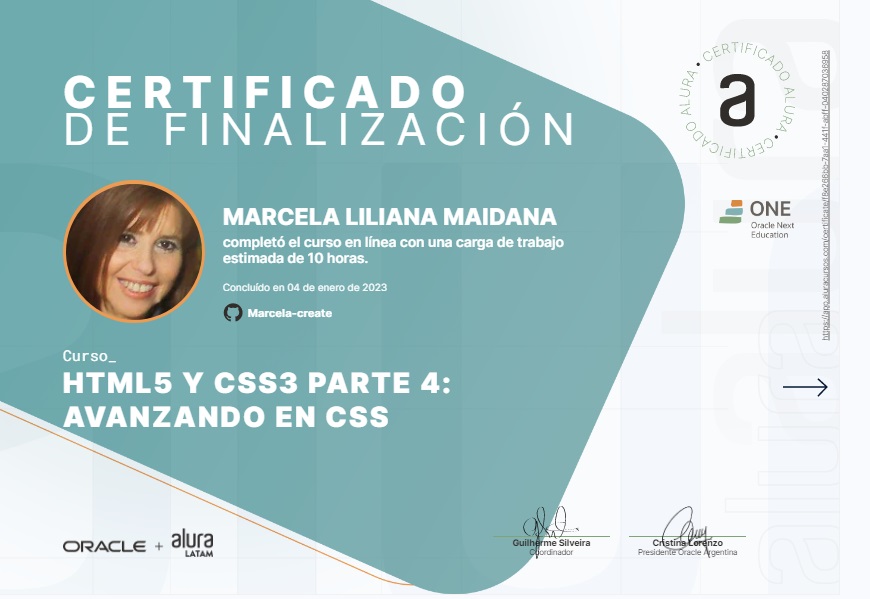 CERTIFICADO
DE FINALIZACIÓN
CERTIFICADO ALURA • CERTIFICADO ALURA •
a
MARCELA LILIANA MAIDANA
completó el curso en línea con una carga de trabajo
estimada de 10 horas.
Concluído en 04 de enero de 2023
Marcela-create
ONE
Oracle Next
Education
Curso_
HTML5 Y CSS3 PARTE 4:
AVANZANDO EN CSS
ORACLE + alura
LATAM
Guilherme Silveira
Coordinador
Cristina Lorenzo
Presidente Oracle Argentina
alura